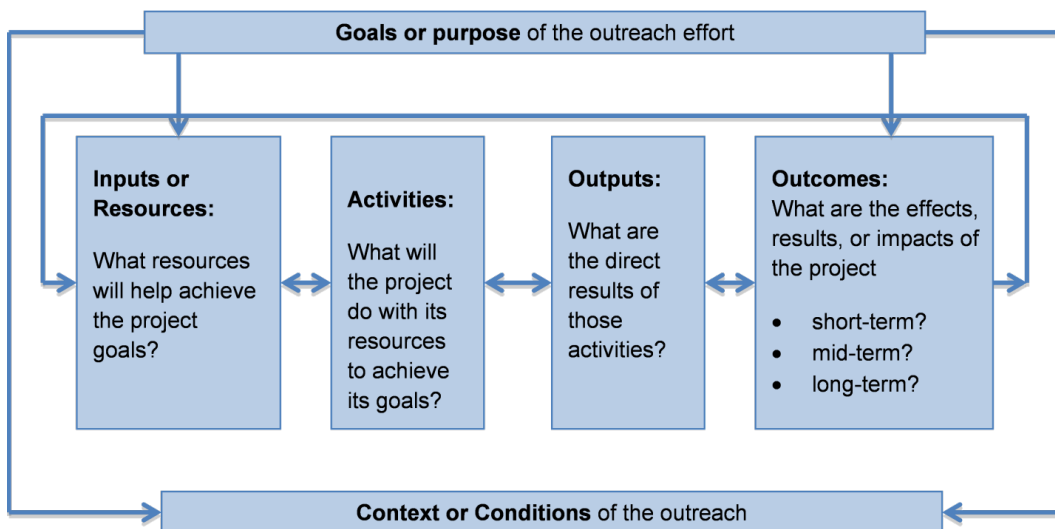 Goals or purpose of the outreach effort
Inputs or
Resources:
What resources
will help achieve
the project
goals?
Activities:
What will
the project
do with its
resources
to achieve
its goals?
Outputs:
What are
the direct
results of
those
activities?
Outcomes:
What are the effects,
results, or impacts of
the project
• short-term?
• mid-term?
• long-term?
Context or Conditions of the outreach